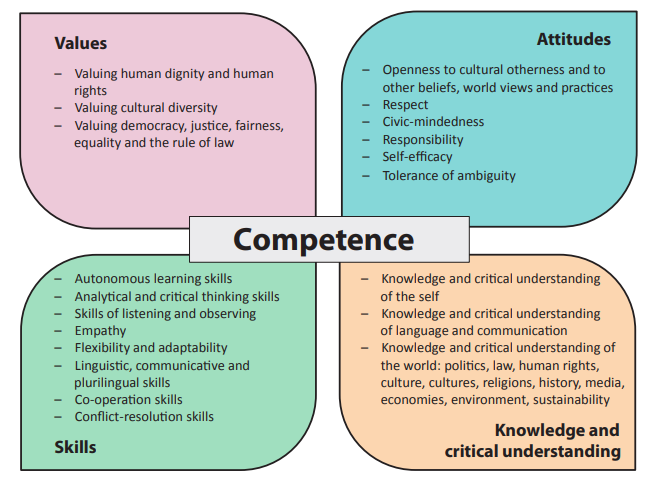 Values
– Valuing human dignity and human
rights
– Valuing cultural diversity
– Valuing democracy, justice, fairness,
equality and the rule of law
Attitudes
– Openness to cultural otherness and to
other beliefs, world views and practices
– Respect
– Civic-mindedness
– Responsibility
– Self-efficacy
– Tolerance of ambiguity
Competence
– Autonomous learning skills
– Analytical and critical thinking skills
– Skills of listening and observing
– Empathy
– Flexibility and adaptability
– Linguistic, communicative and
plurilingual skills
– Co-operation skills
– Conflict-resolution skills
Skills
– Knowledge and critical understanding
of the self
– Knowledge and critical understanding
of language and communication
– Knowledge and critical understanding of
the world: politics, law, human rights,
culture, cultures, religions, history, media,
economies, environment, sustainability
Knowledge and
critical understanding